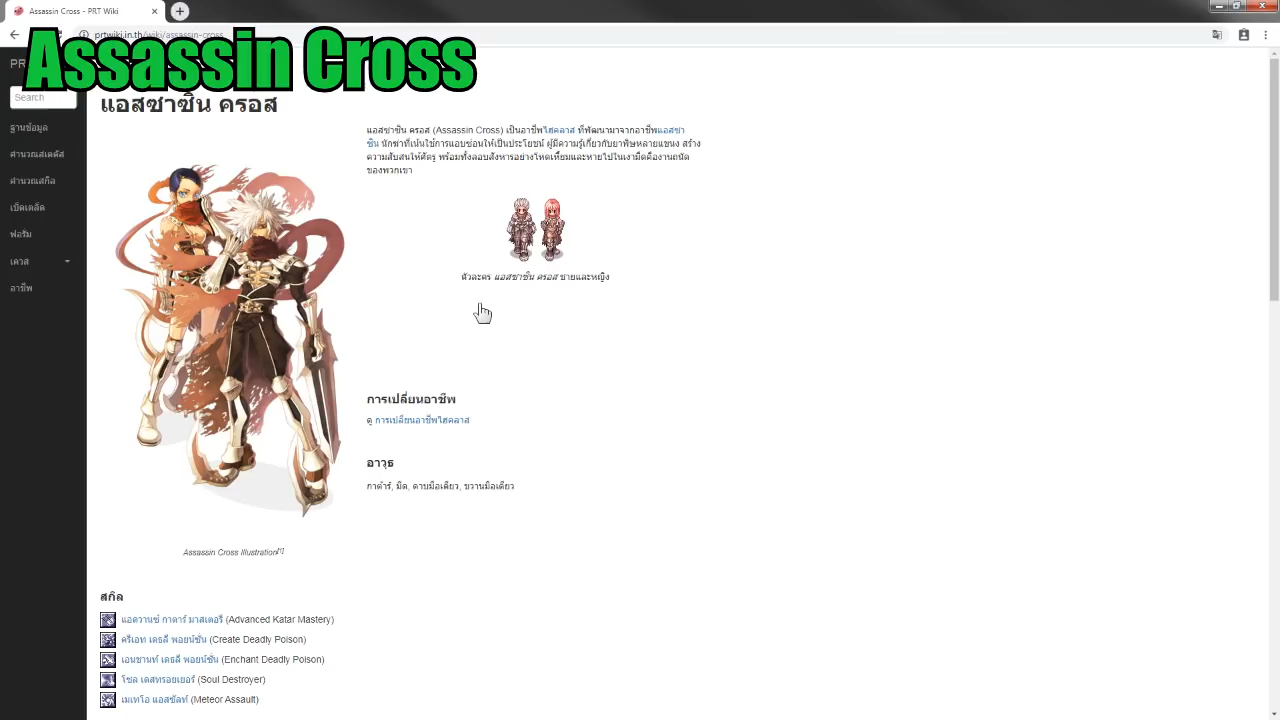 Assassin Cross - PRT Wiki
prtwiki.in.th/wiki/assassin-cross
Assassin Cross
Search
แอสซาซิน ครอส
ฐานข้อมูล
คำนวณสเตตัส
คำนวณสกิล
เบ็ดเตล็ด
ฟอรั่ม
เควส
อาชีพ
แอสซาซิน ครอส (Assassin Cross) เป็นอาชีพไฮคลาส ที่พัฒนามาจากอาชีพแอสซา
ซิน นักฆ่าที่เน้นใช้การแอบซ่อนให้เป็นประโยชน์ ผู้มีความรู้เกี่ยวกับยาพิษหลายแขนง สร้าง
ความสับสนให้ศัตรู พร้อมทั้งลอบสังหารอย่างโหดเหี้ยมและหายไปในเงามืดคืองานถนัด
ของพวกเขา
ตัวละคร แอสซาซิน ครอส ชายและหญิง
การเปลี่ยนอาชีพ
ดู การเปลี่ยนอาชีพไฮคลาส
อาวุธ
กาต้าร์, มีด, ดาบมือเดียว, ขวานมือเดียว
Assassin Cross Illustration[1]
สกิล
แอดวานซ์ กาตาร์ มาสเตอรี่ (Advanced Katar Mastery)
ครีเอท เดธลี่ พอยน์ซั่น (Create Deadly Poison)
เอนชานท์ เดธลี่ พอยน์ซั่น (Enchant Deadly Poison)
โซล เดสทรอยเยอร์ (Soul Destroyer)
เมเทโอ แอสซัลท์ (Meteor Assault)